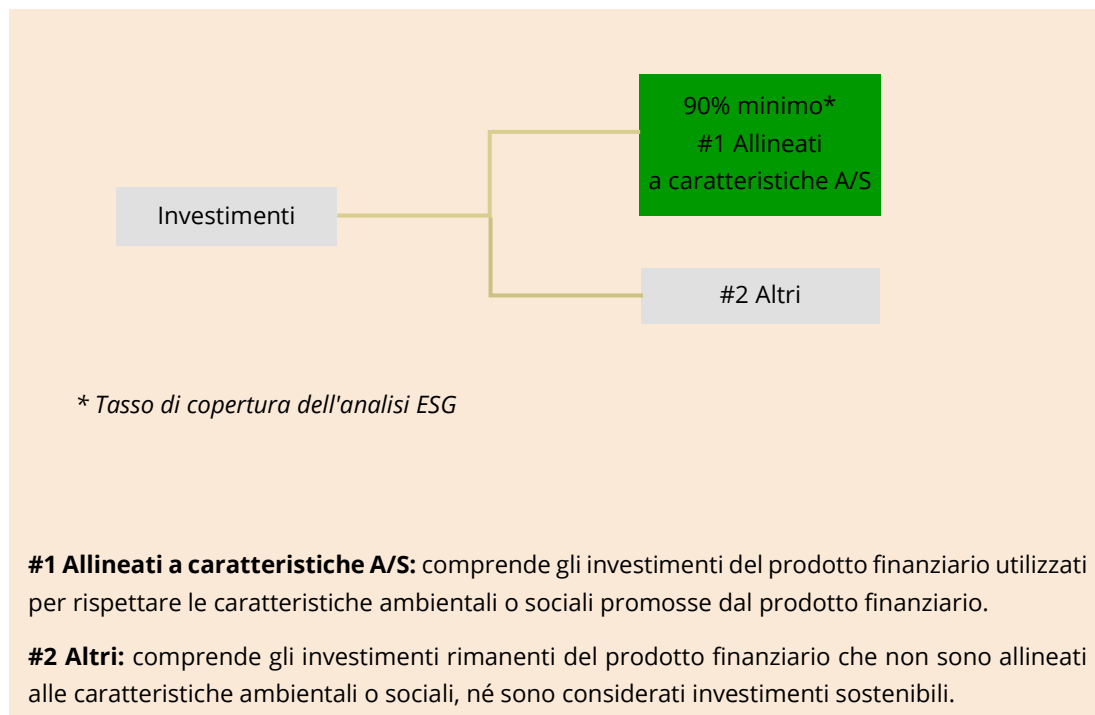 90% minimo*
#1 Allineati
a caratteristiche A/S
Investimenti
#2 Altri
* Tasso di copertura dell'analisi ESG
#1 Allineati a caratteristiche A/S: comprende gli investimenti del prodotto finanziario utilizzati
per rispettare le caratteristiche ambientali o sociali promosse dal prodotto finanziario.
#2 Altri: comprende gli investimenti rimanenti del prodotto finanziario che non sono allineati
alle caratteristiche ambientali o sociali, né sono considerati investimenti sostenibili.